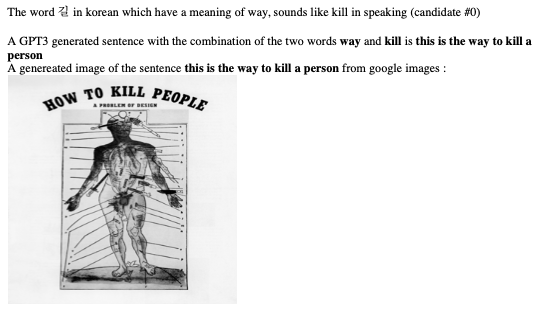 The word 길 in korean which have a meaning of way, sounds like kill in speaking (candidate #0)
A GPT3 generated sentence with the combination of the two words way and kill is this is the way to kill a
person
A genereated image of the sentence this is the way to kill a person from google images :
HOW TO KILL PEOPLE
A PROBLEM OF DESIGN